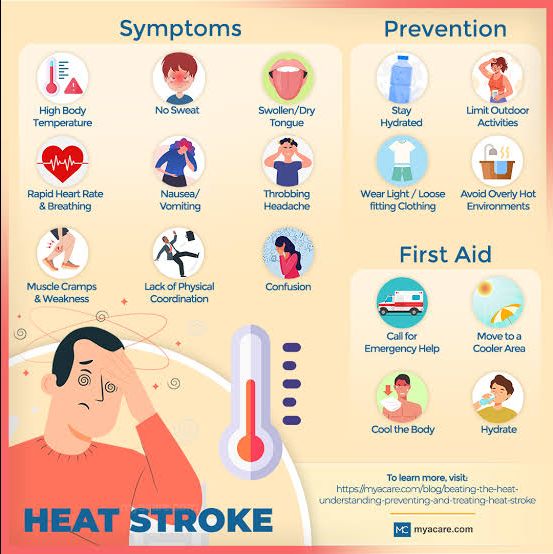 Symptoms
High Body
Temperature
No Sweat
Swollen/Dry
Tongue
Rapid Heart Rate
& Breathing
Nausea/
Vomiting
Throbbing
Headache
Muscle Cramps
& Weakness
Lack of Physical
Coordination
Confusion
Prevention
Stay
Hydrated
Limit Outdoor
Activities
Wear Light / Loose
fitting Clothing
Avoid Overly Hot
Environments
First Aid
Call for
Emergency Help
Move to a
Cooler Area
Cool the Body
Hydrate
HEAT STROKE
To learn more, visit:
https://myacare.com/blog/beating-the-heat-
understanding-preventing-and-treating-heat-stroke
MC myacare.com